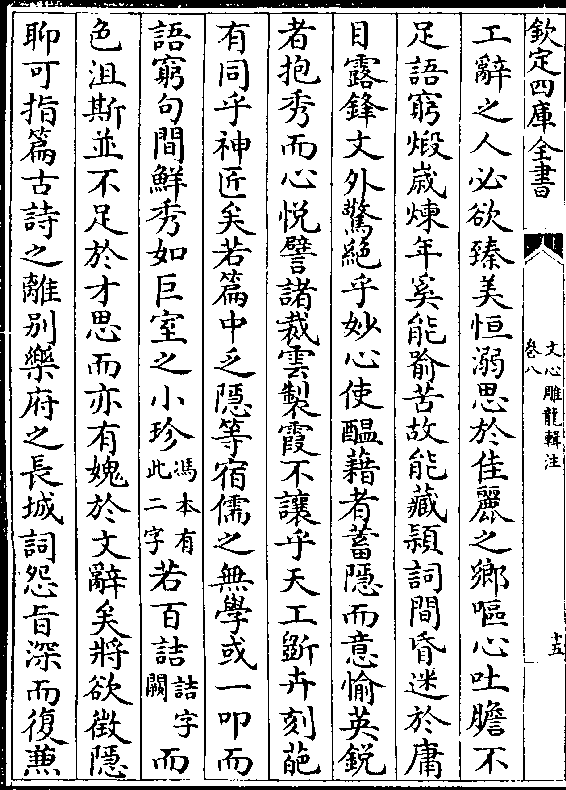 欽定四庫全書
文心雕龍輯注
卷八
十五
工辭之人必欲臻美恒溺思於佳麗之鄉嘔心吐膽不
足語窮煅歳煉年奚能喻苦故能藏頴詞間昏迷於庸
目露鋒文外驚絶乎妙心使醖藉者蓄隱而意愉英鋭
者抱秀而心悦譬諸裁雲製霞不讓乎天工斵卉刻葩
有同乎神匠矣若篇中乏隱等宿儒之無學或一叩而
語窮句間鮮秀如巨室之小珍馮本有此二字若百詰詰字闕而
色沮斯並不足於才思而亦有媿於文辭矣將欲徴隱
聊可指篇古詩之離别樂府之長城詞怨㫖深而復兼